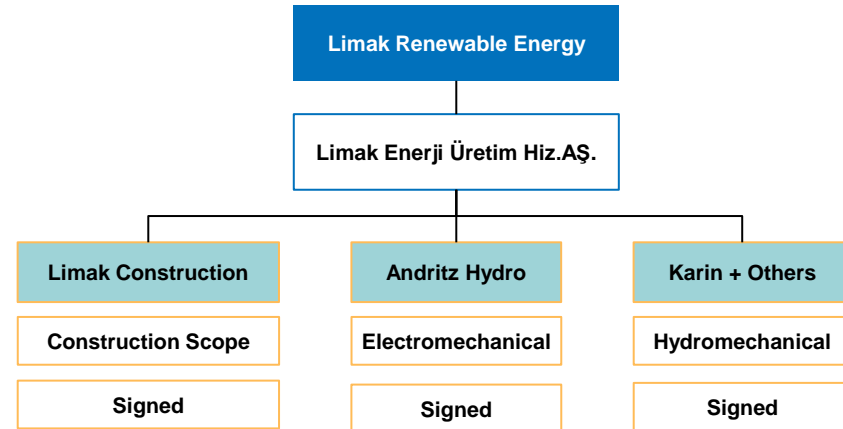 Limak Renewable Energy
Limak Enerji Üretim Hiz.AŞ.
Limak Construction
Andritz Hydro
Karin + Others
Construction Scope
Electromechanical
Hydromechanical
Signed
Signed
Signed